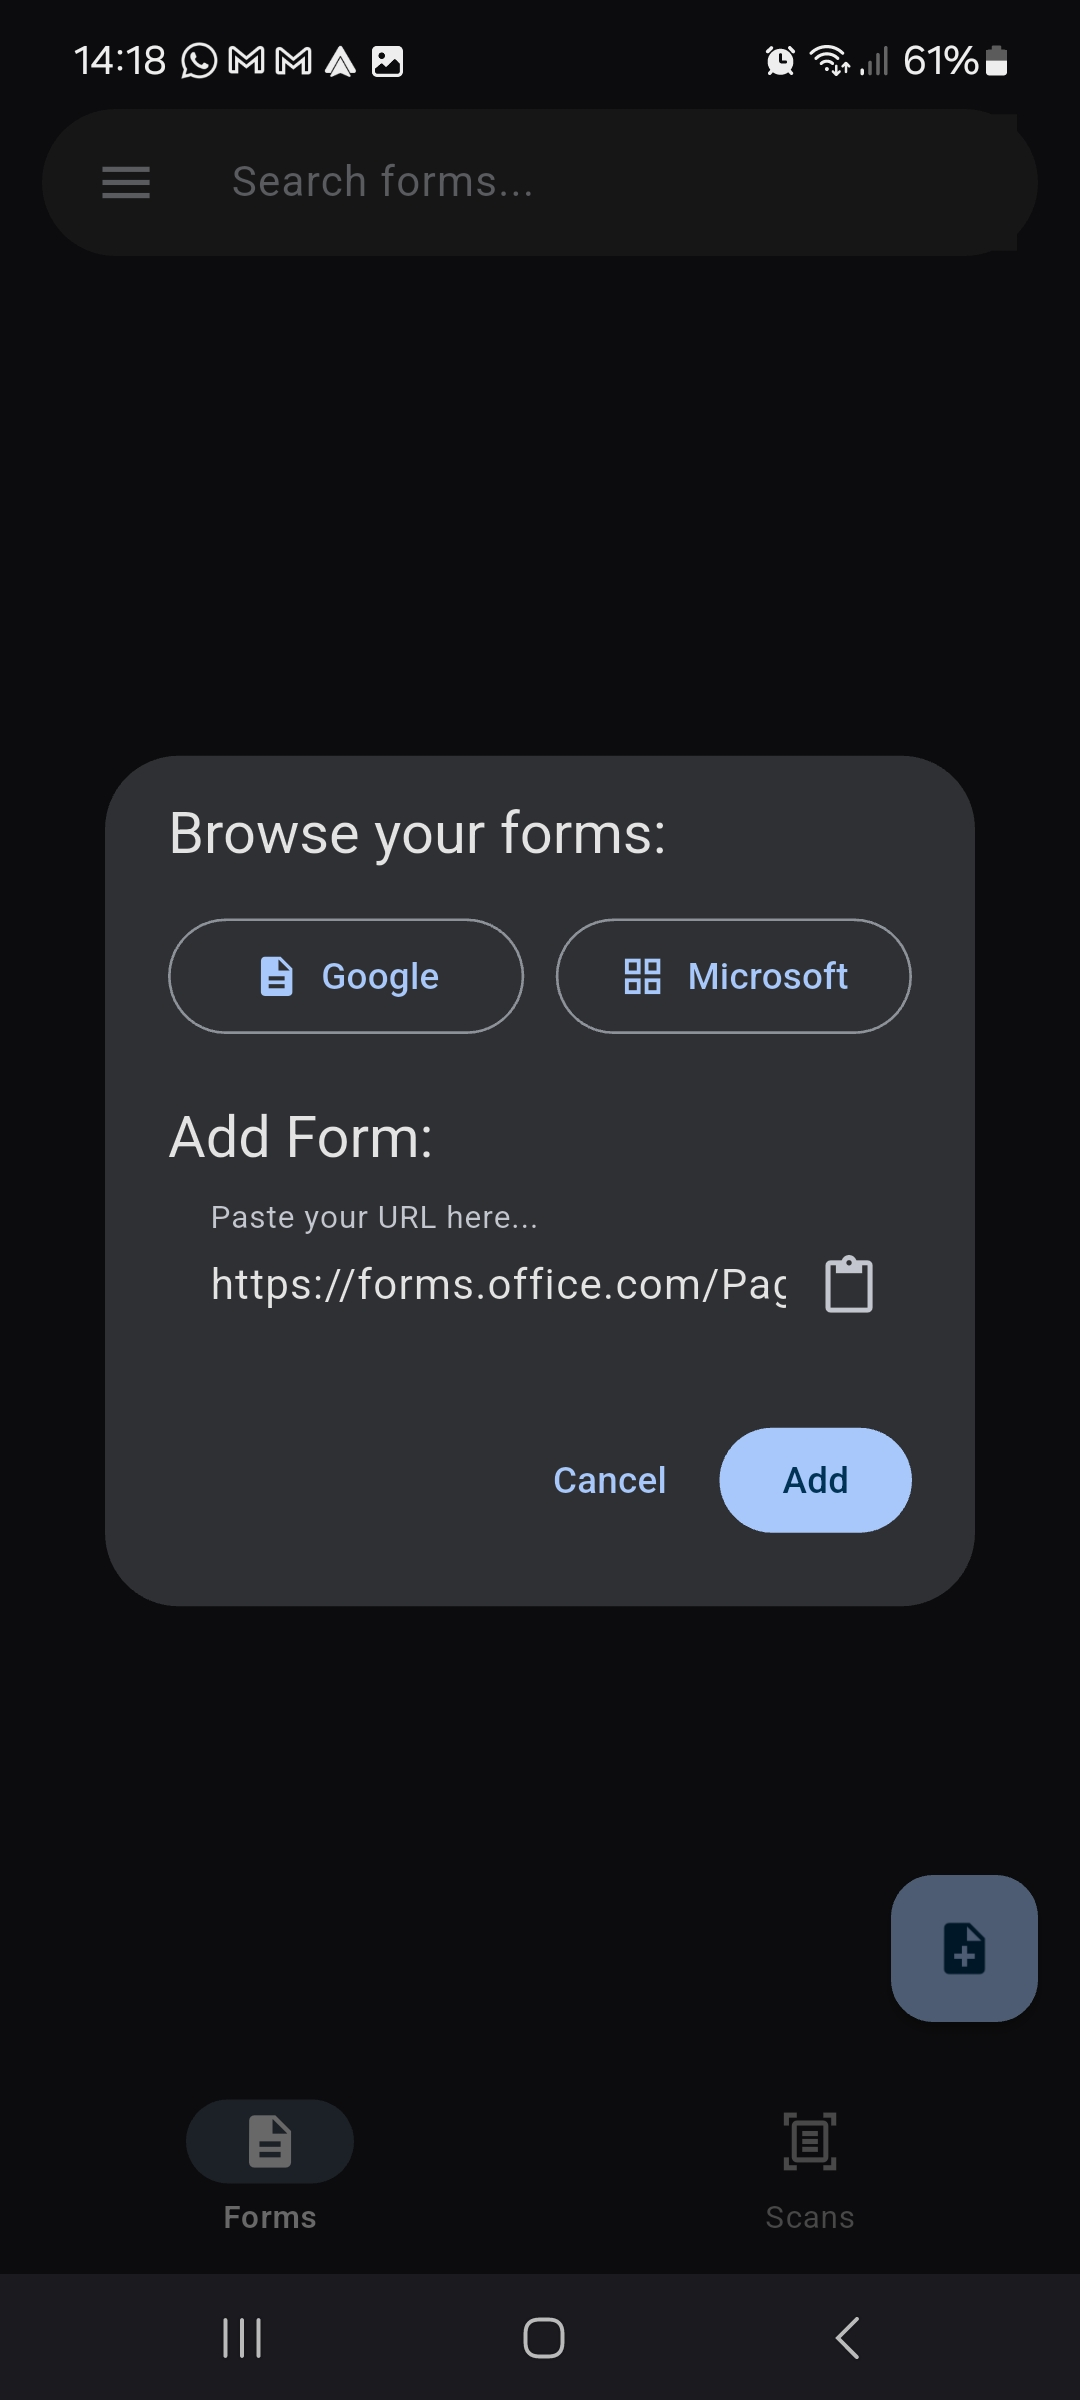 14:18
61%
Search forms...
Browse your forms:
Google
Microsoft
Add Form:
Paste your URL here...
https://forms.office.com/Pag
Cancel
Add
Forms
Scans